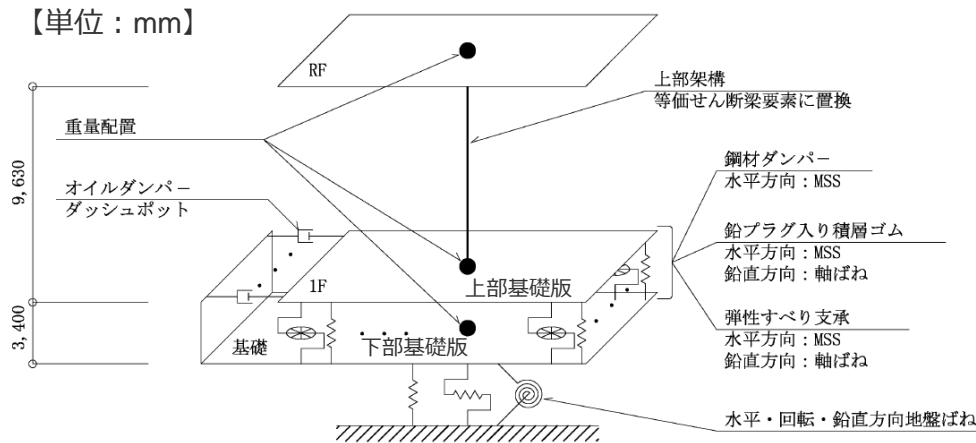 【単位：mm】
RF
上部架構
等価せん断梁要素に置換
重量配置
鋼材ダンパー
水平方向：MSS
9,630
オイルダンパー
ダッシュポット
鉛プラグ入り積層ゴム
水平方向：MSS
鉛直方向：軸ばね
1F
上部基礎版
3,400
基礎
下部基礎版
弾性すべり支承
水平方向：MSS
鉛直方向：軸ばね
水平・回転・鉛直方向地盤ばね